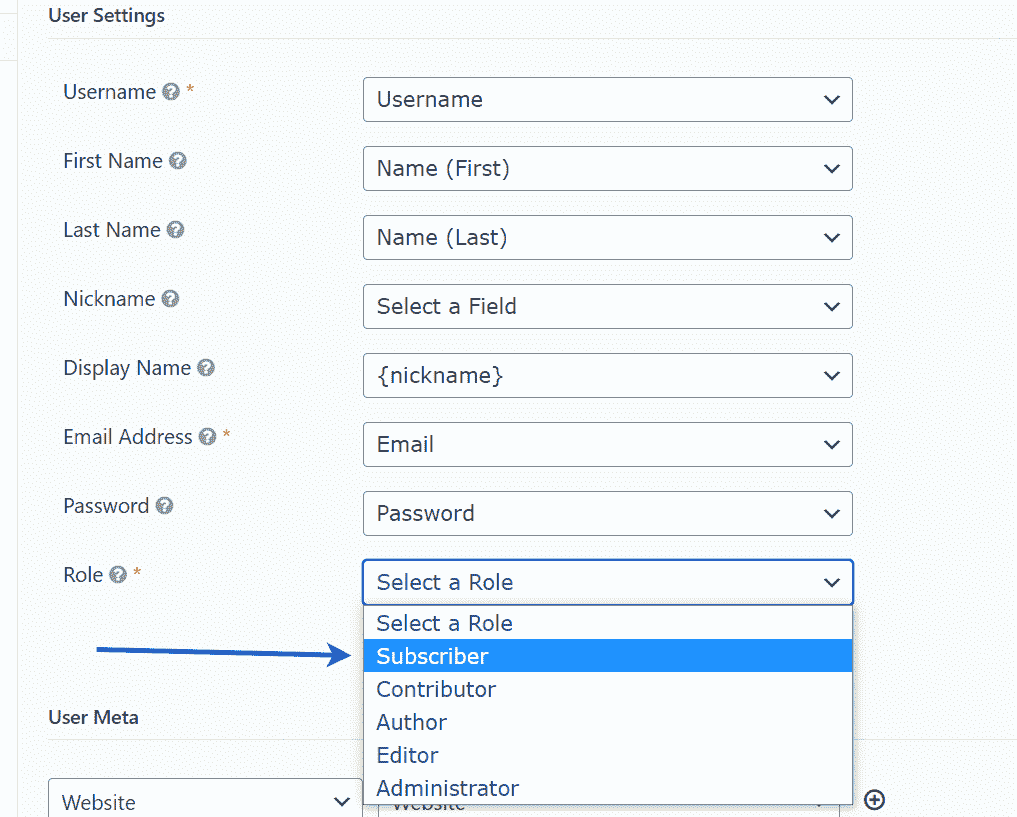 User Settings
Username ? *
Username
First Name ?
Name (First)
Last Name ?
Name (Last)
Nickname ?
Select a Field
Display Name ?
{nickname}
Email Address ? *
Email
Password ?
Password
Role ? *
Select a Role
Select a Role
Subscriber
Contributor
Author
Editor
Administrator
User Meta
Website
Website